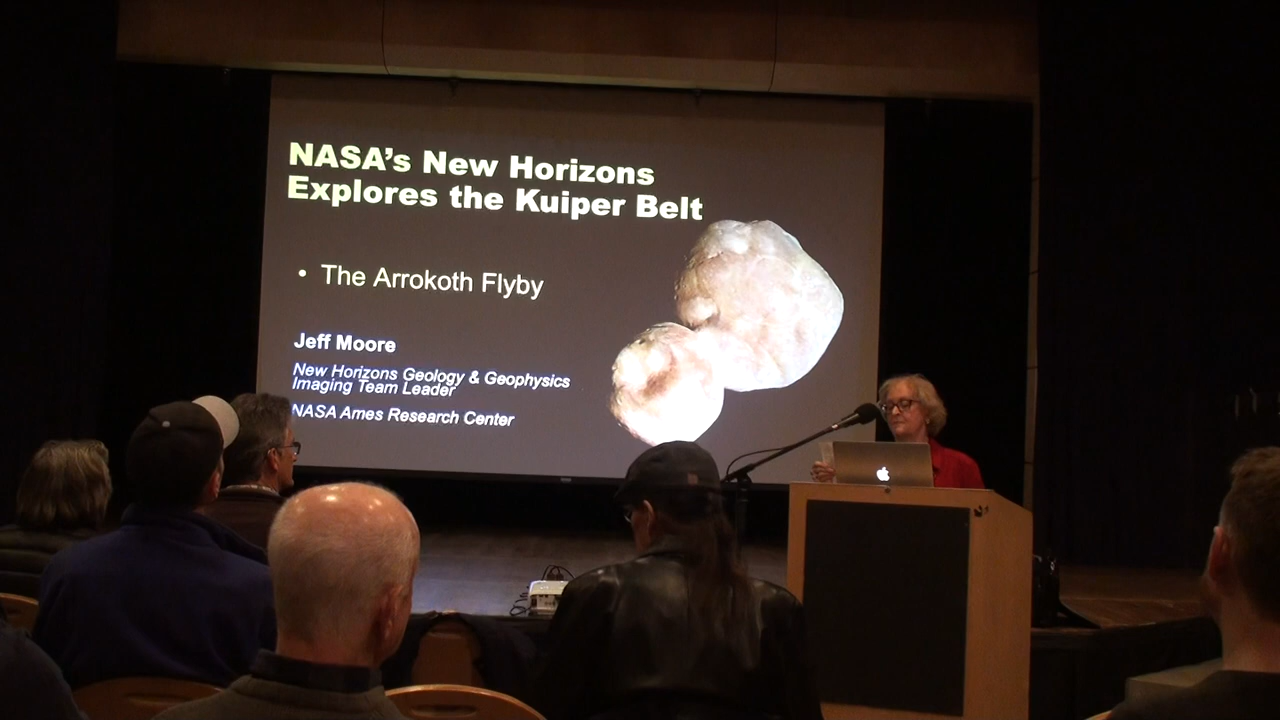 NASA's New Horizons
Explores the Kuiper Belt
• The Arrokoth Flyby
Jeff Moore
New Horizons Geology & Geophysics
Imaging Team Leader
NASA Ames Research Center